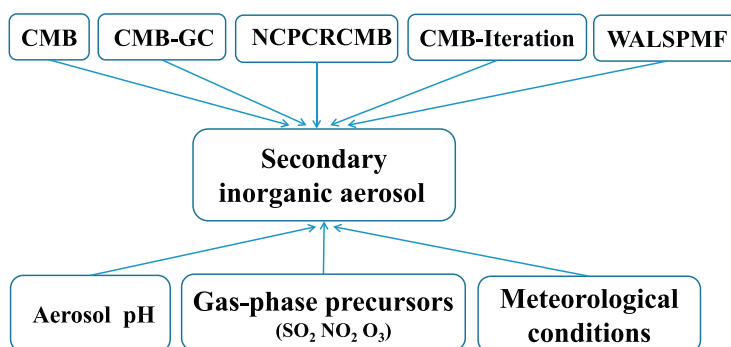 CMB
CMB-GC
NCPCRCMB
CMB-Iteration
WALSPMF
Secondary
inorganic aerosol
Aerosol pH
Gas-phase precursors
(SO₂ NO₂ O₃)
Meteorological
conditions